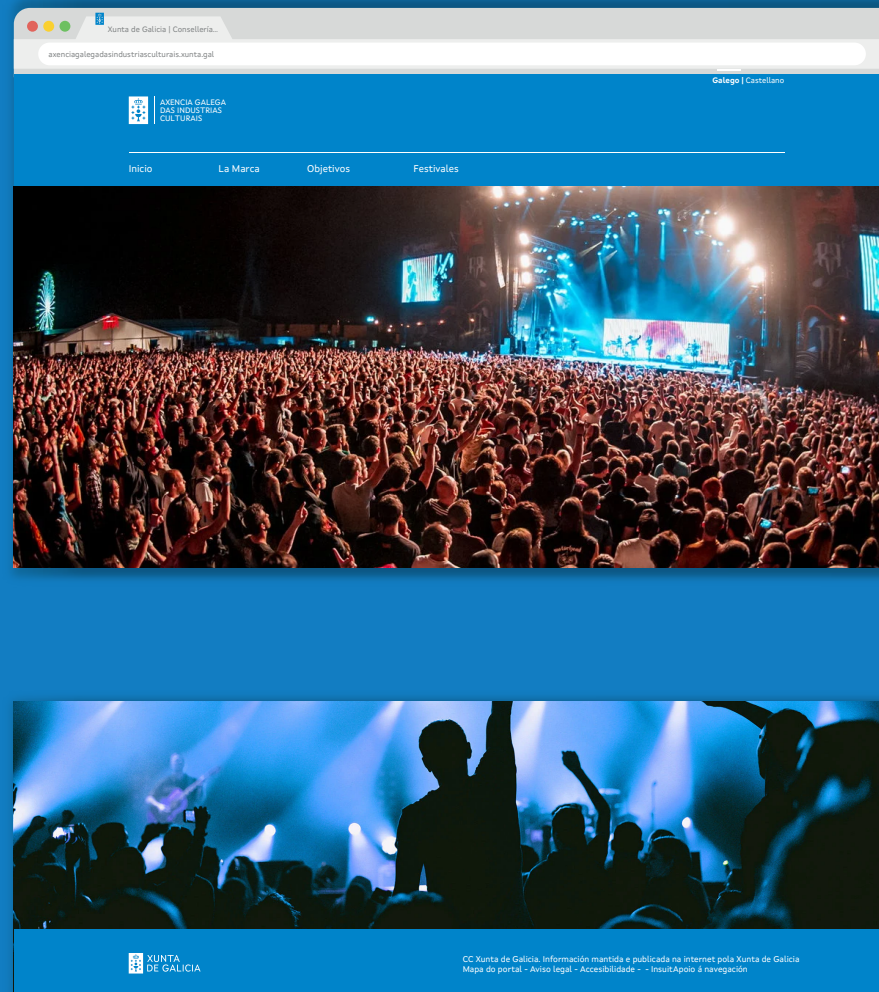 Xunta de Galicia | Consellería...
axenciagalegadasindustriasculturais.xunta.gal
Galego | Castellano
AXENCIA GALEGA
DAS INDUSTRIAS
CULTURAIS
Inicio La Marca Objetivos Festivales
motörhead
XUNTA
DE GALICIA
CC Xunta de Galicia. Información mantida e publicada na internet pola Xunta de Galicia
Mapa do portal - Aviso legal - Accesibilidade - - InsuitApoio á navegación